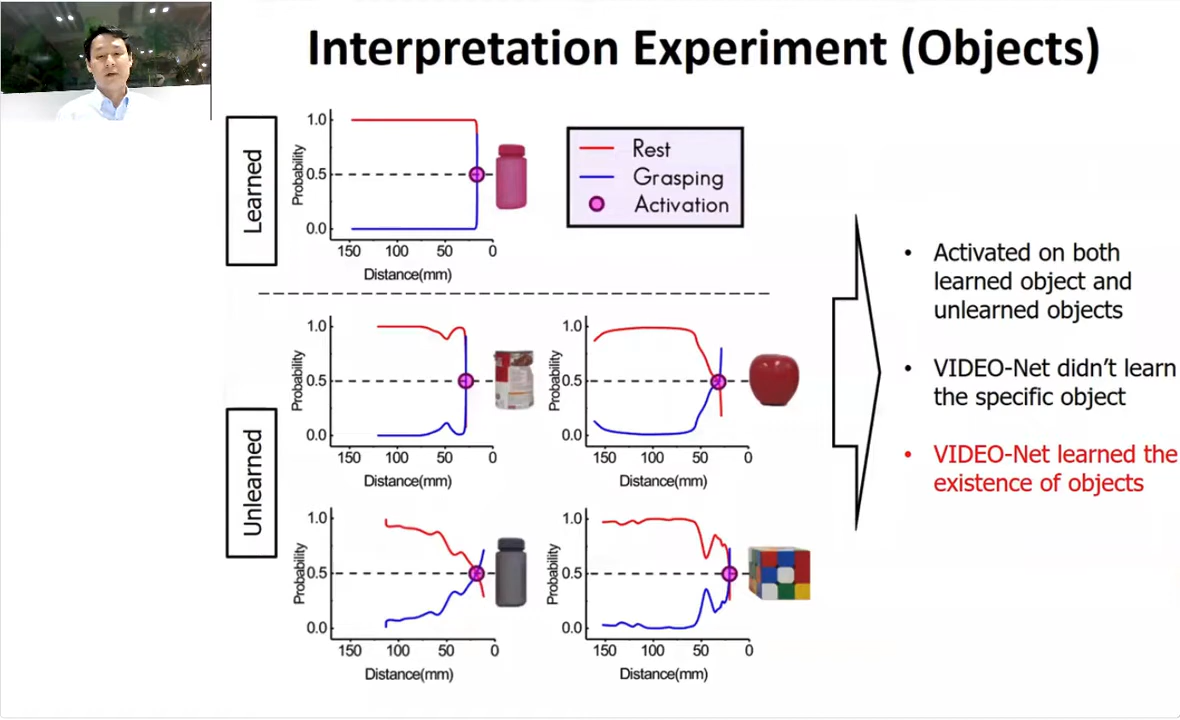 Interpretation Experiment (Objects)
Learned
Probability
1.0
0.5
0.0
150 100 50 0
Distance(mm)
Rest
Grasping
Activation
Unlearned
Probability
1.0
0.5
0.0
150 100 50 0
Distance(mm)
Probability
1.0
0.5
0.0
150 100 50 0
Distance(mm)
Probability
1.0
0.5
0.0
150 100 50 0
Distance(mm)
Probability
1.0
0.5
0.0
150 100 50 0
Distance(mm)
• Activated on both
learned object and
unlearned objects
• VIDEO-Net didn’t learn
the specific object
• VIDEO-Net learned the
existence of objects